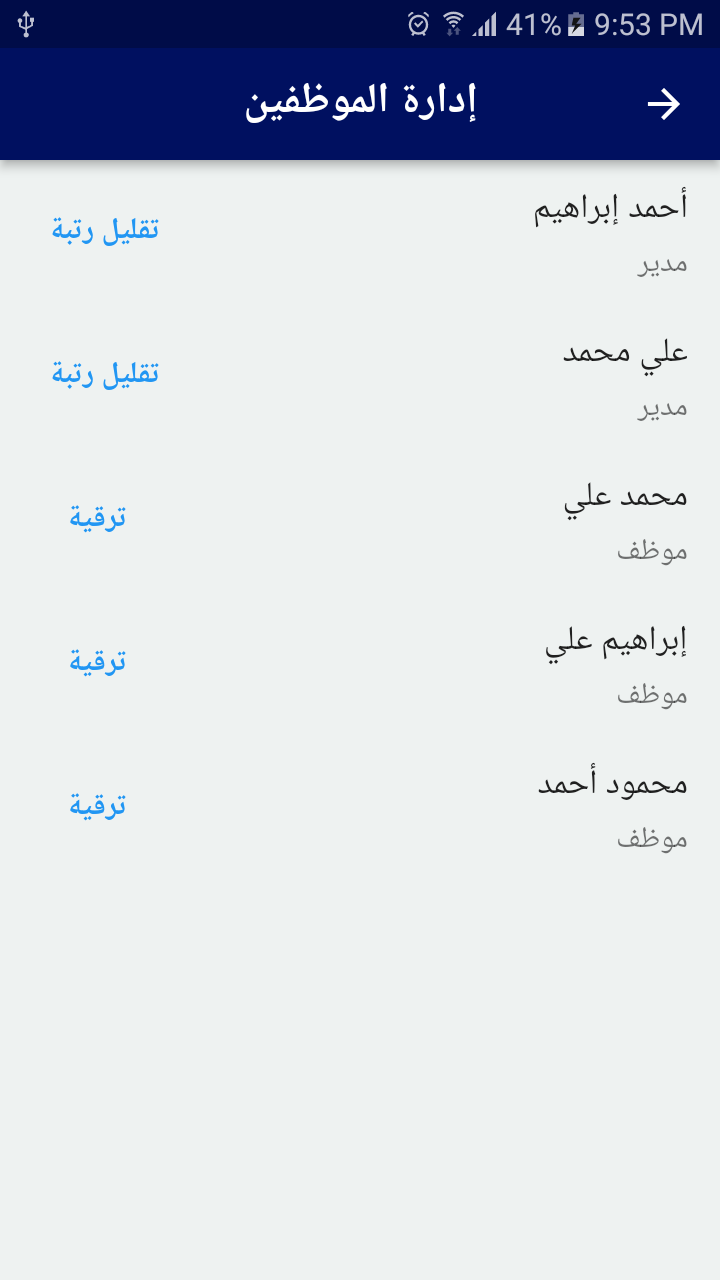 41% 9:53 PM
إدارة الموظفين
أحمد إبراهيم
مدير
تقليل رتبة
علي محمد
مدير
تقليل رتبة
محمد علي
موظف
ترقية
إبراهيم علي
موظف
ترقية
محمود أحمد
موظف
ترقية